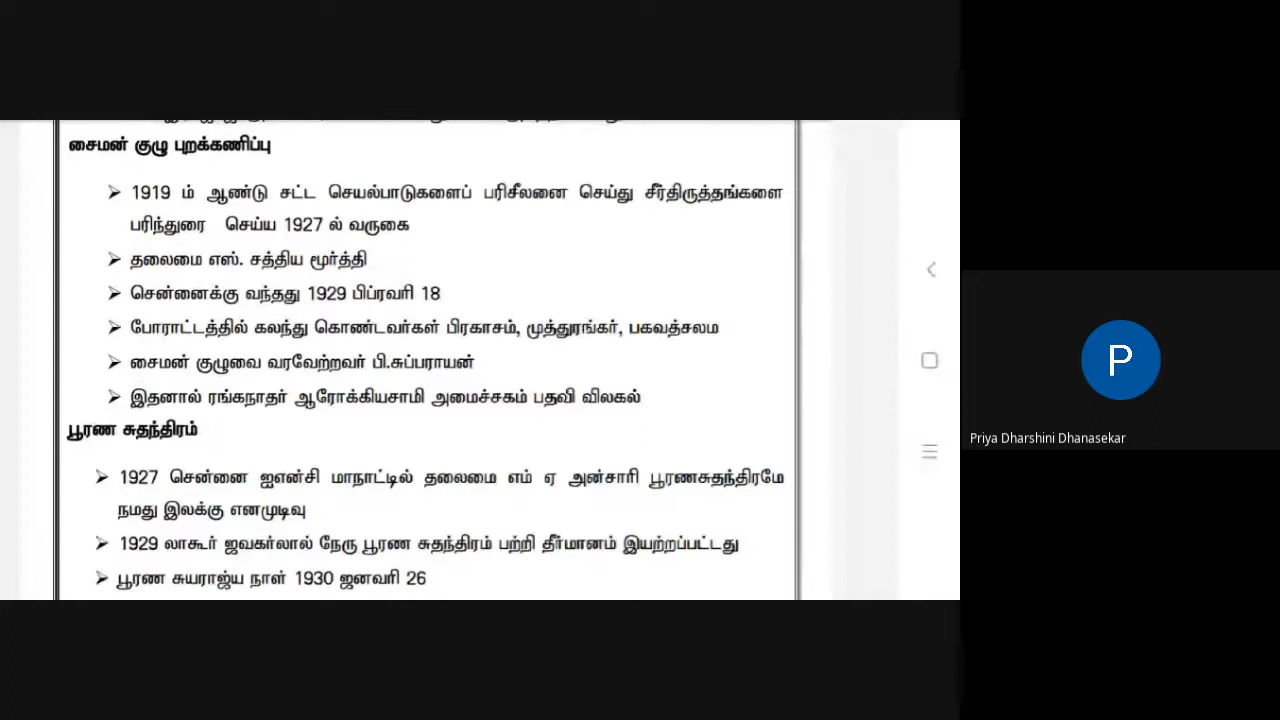 சைமன் குழு புறக்கணிப்பு
➢ 1919 ம் ஆண்டு சட்ட செயல்பாடுகளைப் பரிசீலனை செய்து சீர்திருத்தங்களை
பரிந்துரை செய்ய 1927 ல் வருகை
➢ தலைமை எஸ். சத்திய மூர்த்தி
➢ சென்னைக்கு வந்தது 1929 பிப்ரவரி 18
➢ போராட்டத்தில் கலந்து கொண்டவர்கள் பிரகாசம், முத்துரங்கர், பகவத்சலம
➢ சைமன் குழுவை வரவேற்றவர் பி.சுப்பராயன்
➢ இதனால் ரங்கநாதர் ஆரோக்கியசாமி அமைச்சகம் பதவி விலகல்
பூரண சுதந்திரம்
➢ 1927 சென்னை ஐஎன்சி மாநாட்டில் தலைமை எம் ஏ அன்சாரி பூரணசுதந்திரமே
நமது இலக்கு எனமுடிவு
➢ 1929 லாகூர் ஜவகர்லால் நேரு பூரண சுதந்திரம் பற்றி தீர்மானம் இயற்றப்பட்டது
➢ பூரண சுயராஜ்ய நாள் 1930 ஜனவரி 26
P
Priya Dharshini Dhanasekar